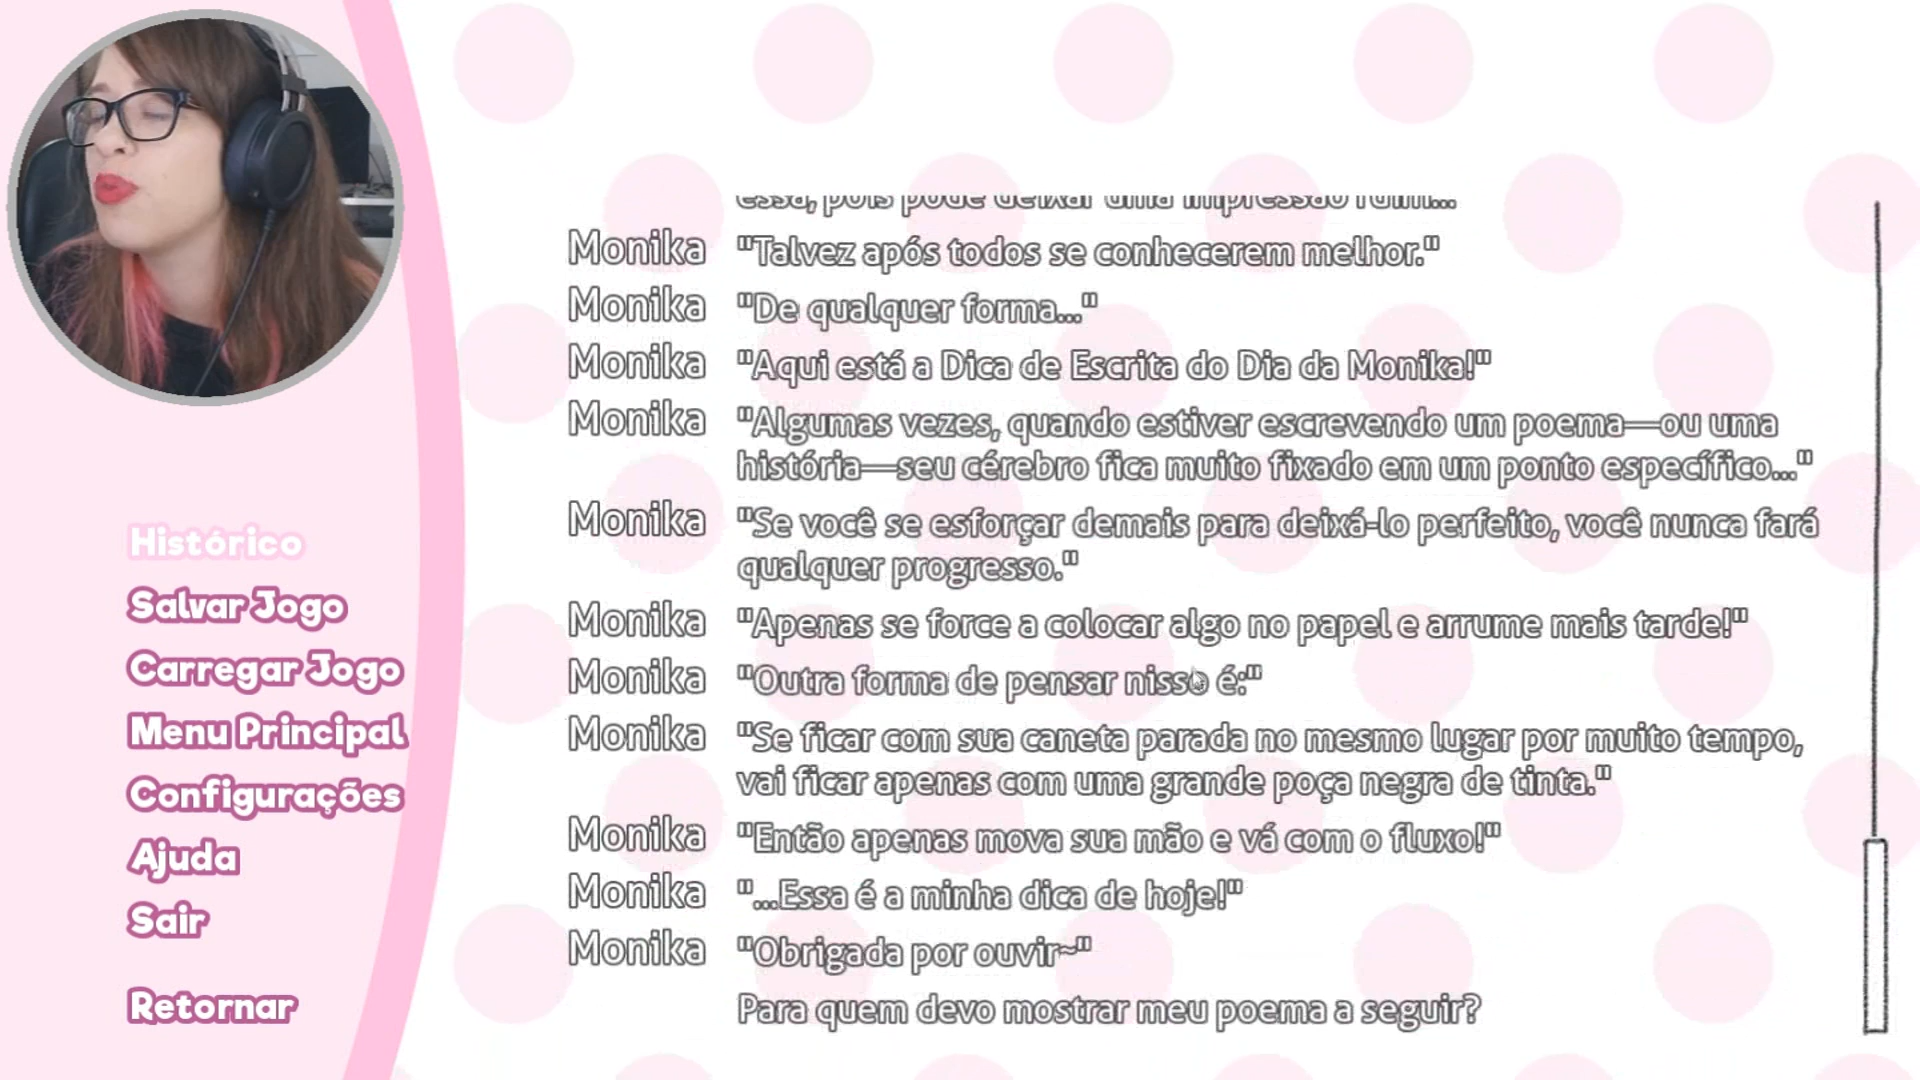 essa, pois pode deixar uma impressão ruim...
Monika "Talvez após todos se conhecerem melhor."
Monika "De qualquer forma..."
Monika "Aqui está a Dica de Escrita do Dia da Monika!"
Monika "Algumas vezes, quando estiver escrevendo um poema—ou uma
história—seu cérebro fica muito fixado em um ponto específico..."
Monika "Se você se esforçar demais para deixá-lo perfeito, você nunca fará
qualquer progresso."
Monika "Apenas se force a colocar algo no papel e arrume mais tarde!"
Monika "Outra forma de pensar nisso é:"
Monika "Se ficar com sua caneta parada no mesmo lugar por muito tempo,
vai ficar apenas com uma grande poça negra de tinta."
Monika "Então apenas mova sua mão e vá com o fluxo!"
Monika "...Essa é a minha dica de hoje!"
Monika "Obrigada por ouvir~"
Para quem devo mostrar meu poema a seguir?
Histórico
Salvar Jogo
Carregar Jogo
Menu Principal
Configurações
Ajuda
Sair
Retornar